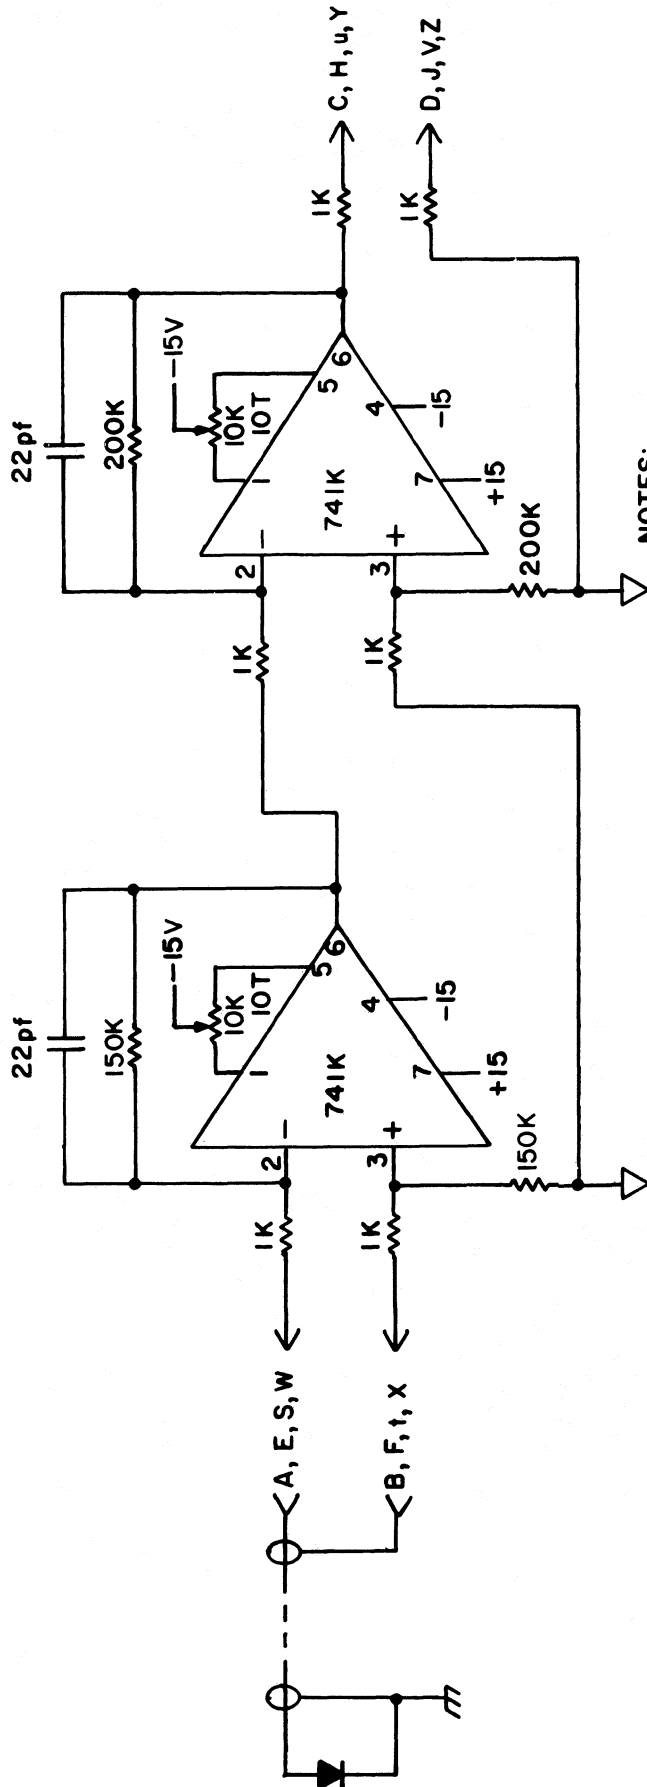 22pf
22pf
150K
200K
-15V
-15V
10K
10T
10K
10T
1
5
1
5
A, E, S, W
1K
2
-
6
1K
2
-
6
1K
C, H, u, Y
741K
741K
B, F, t, X
1K
3
+
7
4
1K
3
+
7
4
1K
D, J, V, Z
+15
-15
+15
-15
150K
200K
NOTES: